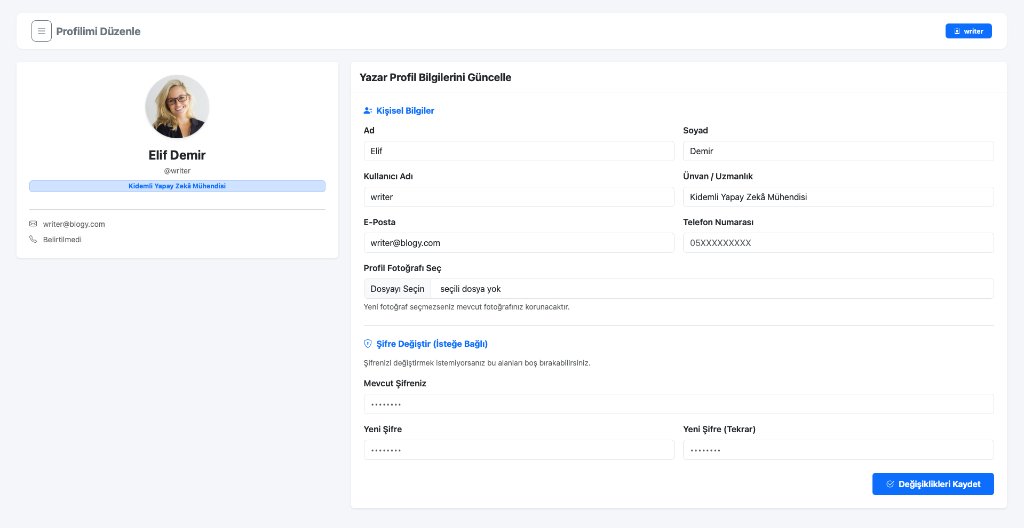 Profilimi Düzenle
writer
Elif Demir
@writer
Kıdemli Yapay Zekâ Mühendisi
writer@blogy.com
Belirtilmedi
Yazar Profil Bilgilerini Güncelle
Kişisel Bilgiler
Ad
Soyad
Elif
Demir
Kullanıcı Adı
Ünvan / Uzmanlık
writer
Kıdemli Yapay Zekâ Mühendisi
E-Posta
Telefon Numarası
writer@blogy.com
05XXXXXXXXX
Profil Fotoğrafı Seç
Dosyayı Seçin seçili dosya yok
Yeni fotoğraf seçmezseniz mevcut fotoğrafınız korunacaktır.
Şifre Değiştir (İsteğe Bağlı)
Şifrenizi değiştirmek istemiyorsanız bu alanları boş bırakabilirsiniz.
Mevcut Şifreniz
••••••••
Yeni Şifre
Yeni Şifre (Tekrar)
••••••••
••••••••
Değişiklikleri Kaydet